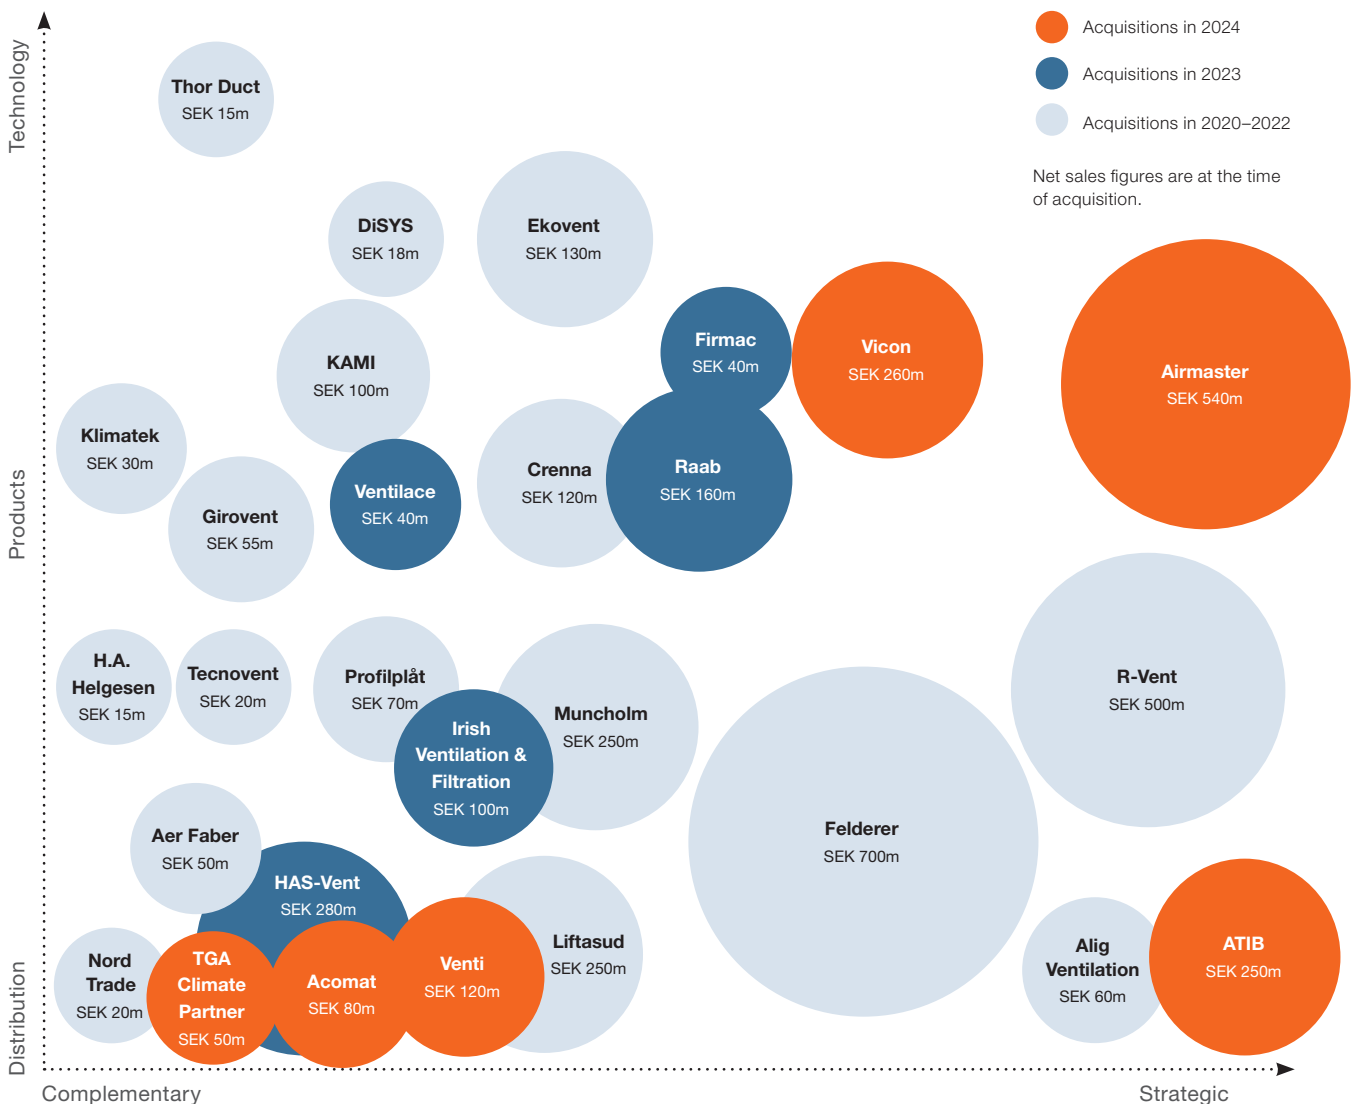 Technology
Products
Distribution
Complementary
Strategic
Acquisitions in 2024
Acquisitions in 2023
Acquisitions in 2020–2022
Net sales figures are at the time
of acquisition.
Thor Duct
SEK 15m
DiSYS
SEK 18m
Ekovent
SEK 130m
Firmac
SEK 40m
Vicon
SEK 260m
Airmaster
SEK 540m
KAMI
SEK 100m
Klimatek
SEK 30m
Girovent
SEK 55m
Ventilace
SEK 40m
Crenna
SEK 120m
Raab
SEK 160m
H.A.
Helgesen
SEK 15m
Tecnovent
SEK 20m
Profilplåt
SEK 70m
Irish
Ventilation &
Filtration
SEK 100m
Muncholm
SEK 250m
R-Vent
SEK 500m
Felderer
SEK 700m
Aer Faber
SEK 50m
HAS-Vent
SEK 280m
Nord
Trade
SEK 20m
TGA
Climate
Partner
SEK 50m
Acomat
SEK 80m
Venti
SEK 120m
Liftasud
SEK 250m
Alig
Ventilation
SEK 60m
ATIB
SEK 250m